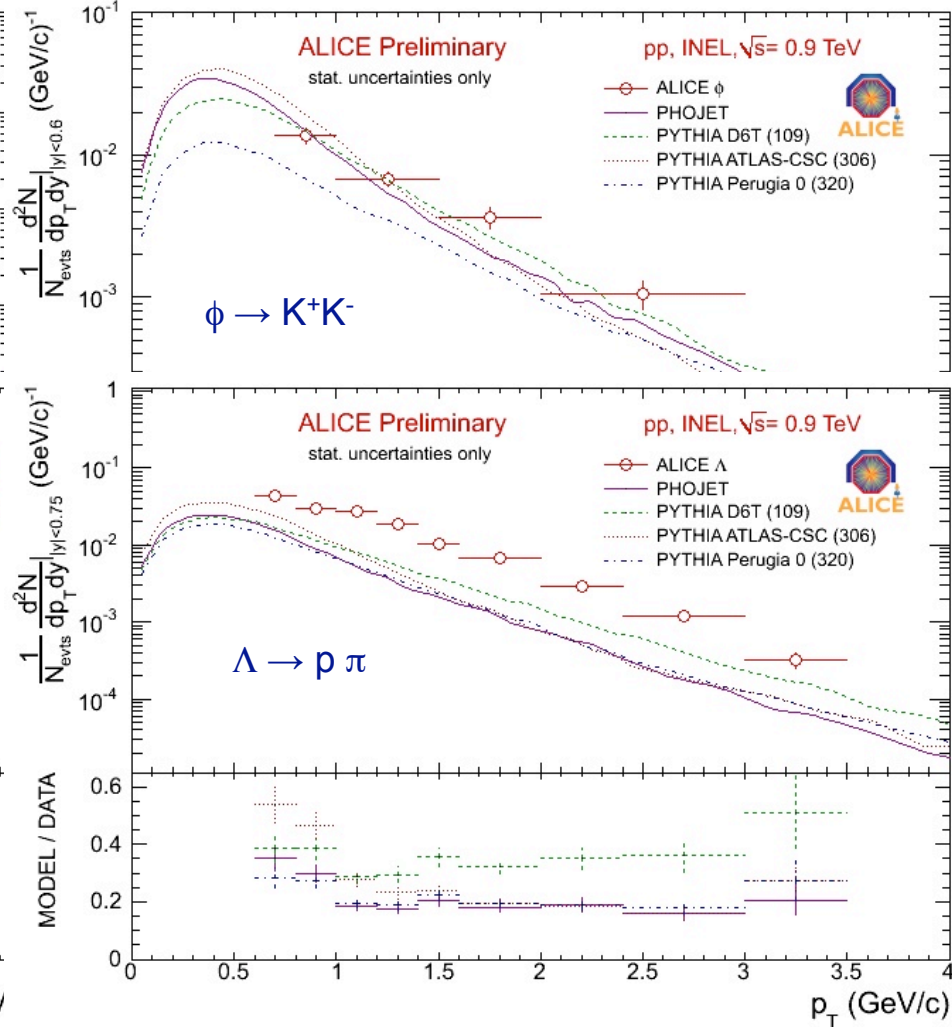 10⁻¹
10⁻²
10⁻³
1/N_evts d²N/dp_T dy |_|y|<0.6 (GeV/c)⁻¹
ALICE Preliminary
stat. uncertainties only
pp, INEL, √s= 0.9 TeV
ALICE ϕ
PHOJET
PYTHIA D6T (109)
PYTHIA ATLAS-CSC (306)
PYTHIA Perugia 0 (320)
ALICE
ϕ → K⁺K⁻
1
10⁻¹
10⁻²
10⁻³
10⁻⁴
1/N_evts d²N/dp_T dy |_|y|<0.75 (GeV/c)⁻¹
ALICE Preliminary
stat. uncertainties only
pp, INEL, √s= 0.9 TeV
ALICE Λ
PHOJET
PYTHIA D6T (109)
PYTHIA ATLAS-CSC (306)
PYTHIA Perugia 0 (320)
ALICE
Λ → p π
MODEL / DATA
0.6
0.4
0.2
0
0 0.5 1 1.5 2 2.5 3 3.5 4
p_T (GeV/c)